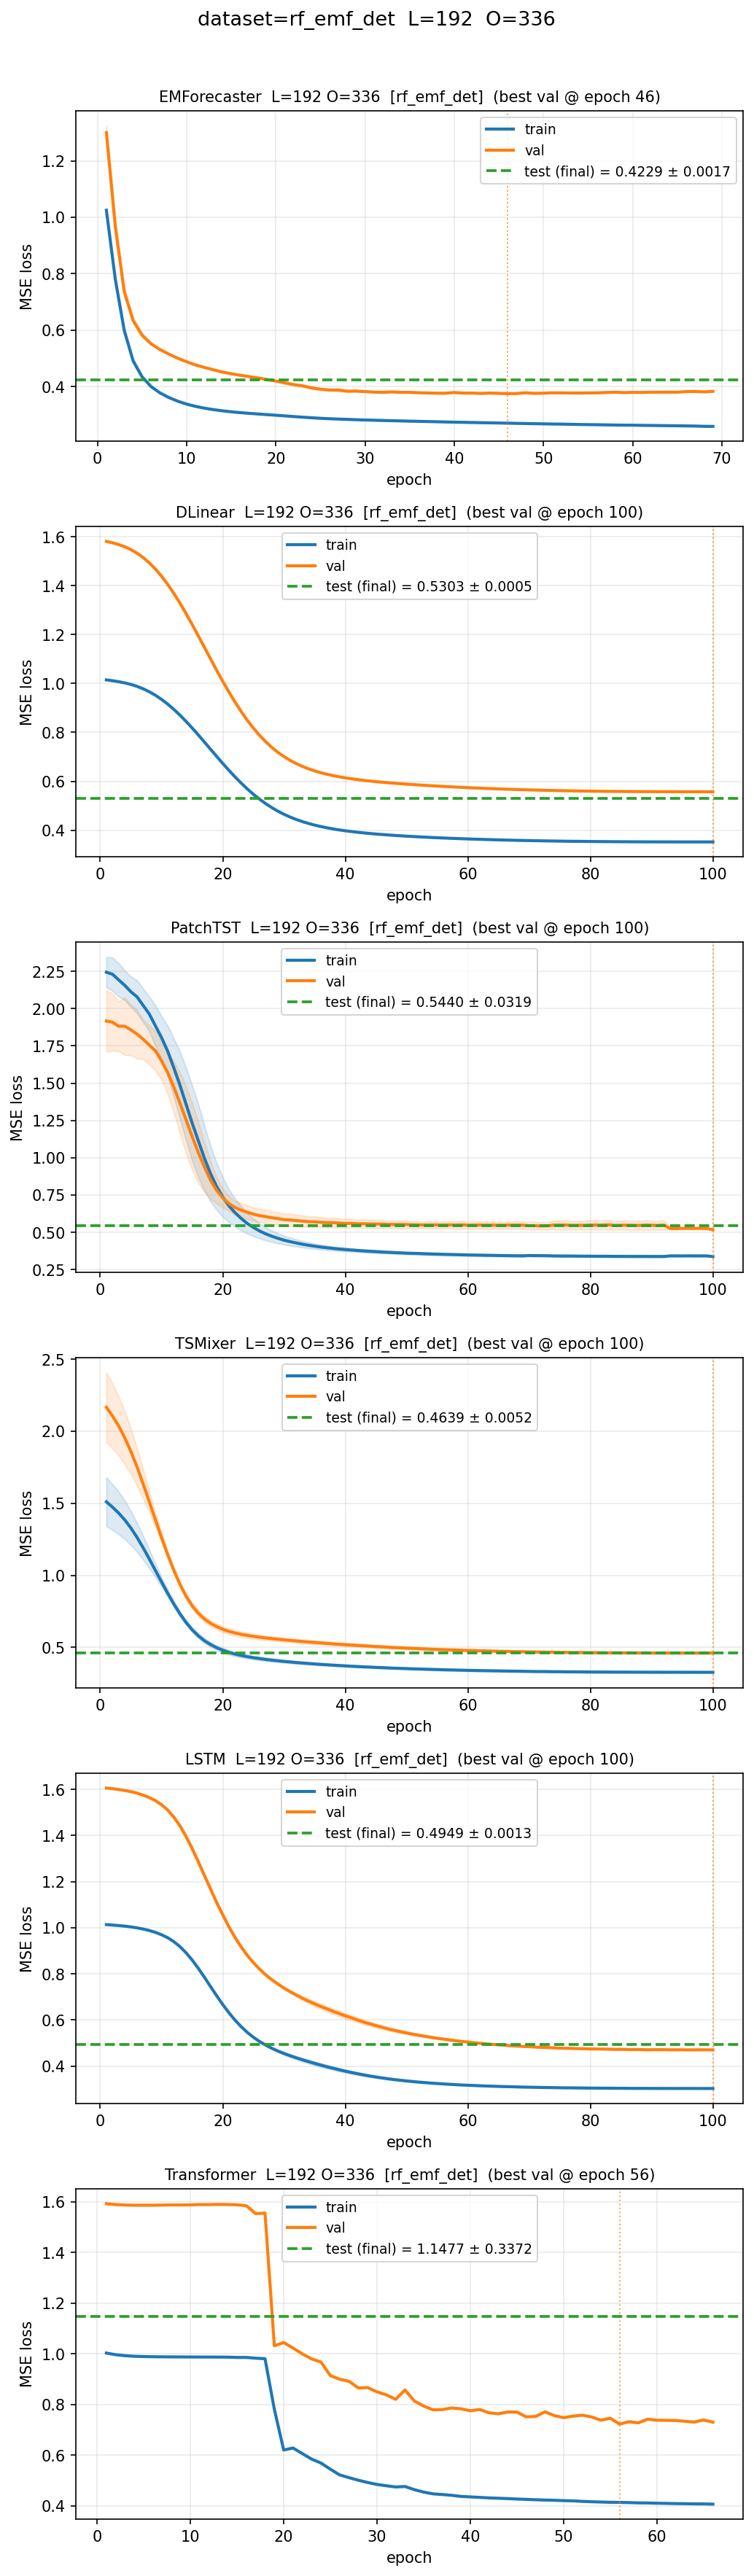 dataset=rf_emf_det  L=192  O=336
EMForecaster  L=192 O=336  [rf_emf_det]  (best val @ epoch 46)
train
val
test (final) = 0.4229 ± 0.0017
MSE loss
1.2
1.0
0.8
0.6
0.4
0 10 20 30 40 50 60 70
epoch
DLinear  L=192 O=336  [rf_emf_det]  (best val @ epoch 100)
train
val
test (final) = 0.5303 ± 0.0005
MSE loss
1.6
1.4
1.2
1.0
0.8
0.6
0.4
0 20 40 60 80 100
epoch
PatchTST  L=192 O=336  [rf_emf_det]  (best val @ epoch 100)
train
val
test (final) = 0.5440 ± 0.0319
MSE loss
2.25
2.00
1.75
1.50
1.25
1.00
0.75
0.50
0.25
0 20 40 60 80 100
epoch
TSMixer  L=192 O=336  [rf_emf_det]  (best val @ epoch 100)
train
val
test (final) = 0.4639 ± 0.0052
MSE loss
2.5
2.0
1.5
1.0
0.5
0 20 40 60 80 100
epoch
LSTM  L=192 O=336  [rf_emf_det]  (best val @ epoch 100)
train
val
test (final) = 0.4949 ± 0.0013
MSE loss
1.6
1.4
1.2
1.0
0.8
0.6
0.4
0 20 40 60 80 100
epoch
Transformer  L=192 O=336  [rf_emf_det]  (best val @ epoch 56)
train
val
test (final) = 1.1477 ± 0.3372
MSE loss
1.6
1.4
1.2
1.0
0.8
0.6
0.4
0 10 20 30 40 50 60
epoch